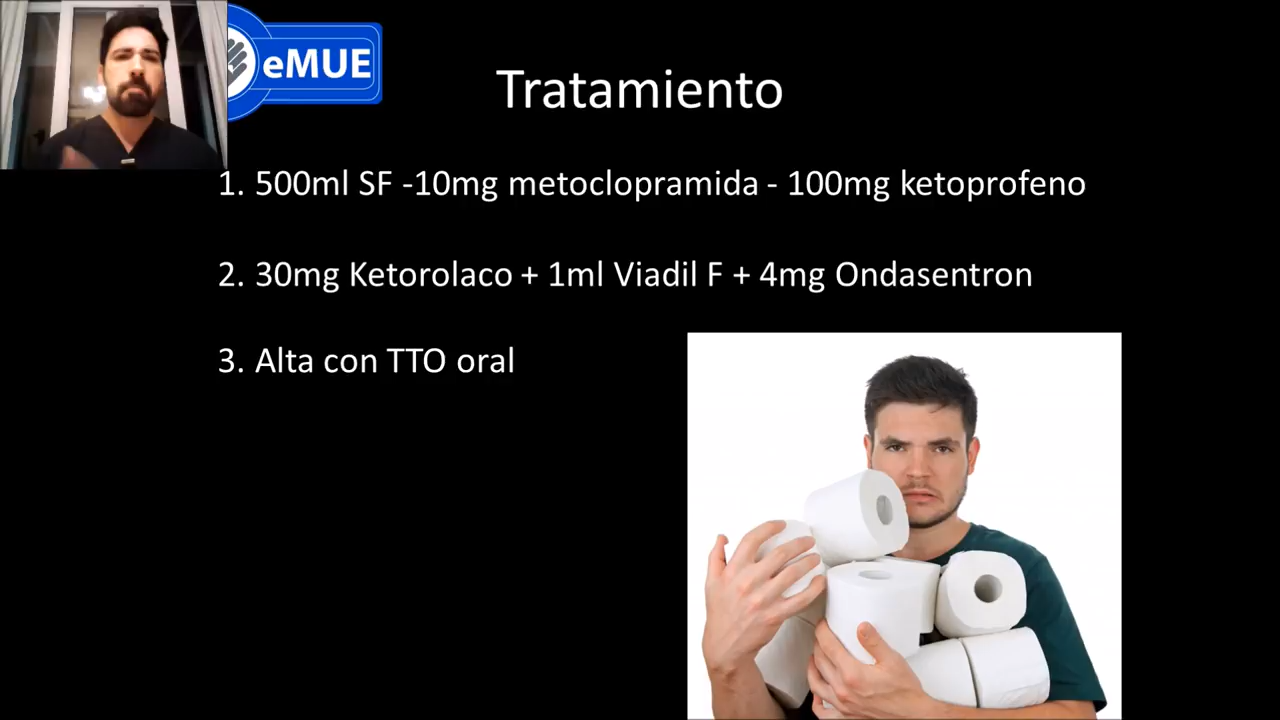 eMUE
Tratamiento
1. 500ml SF -10mg metoclopramida - 100mg ketoprofeno
2. 30mg Ketorolaco + 1ml Viadil F + 4mg Ondasentron
3. Alta con TTO oral